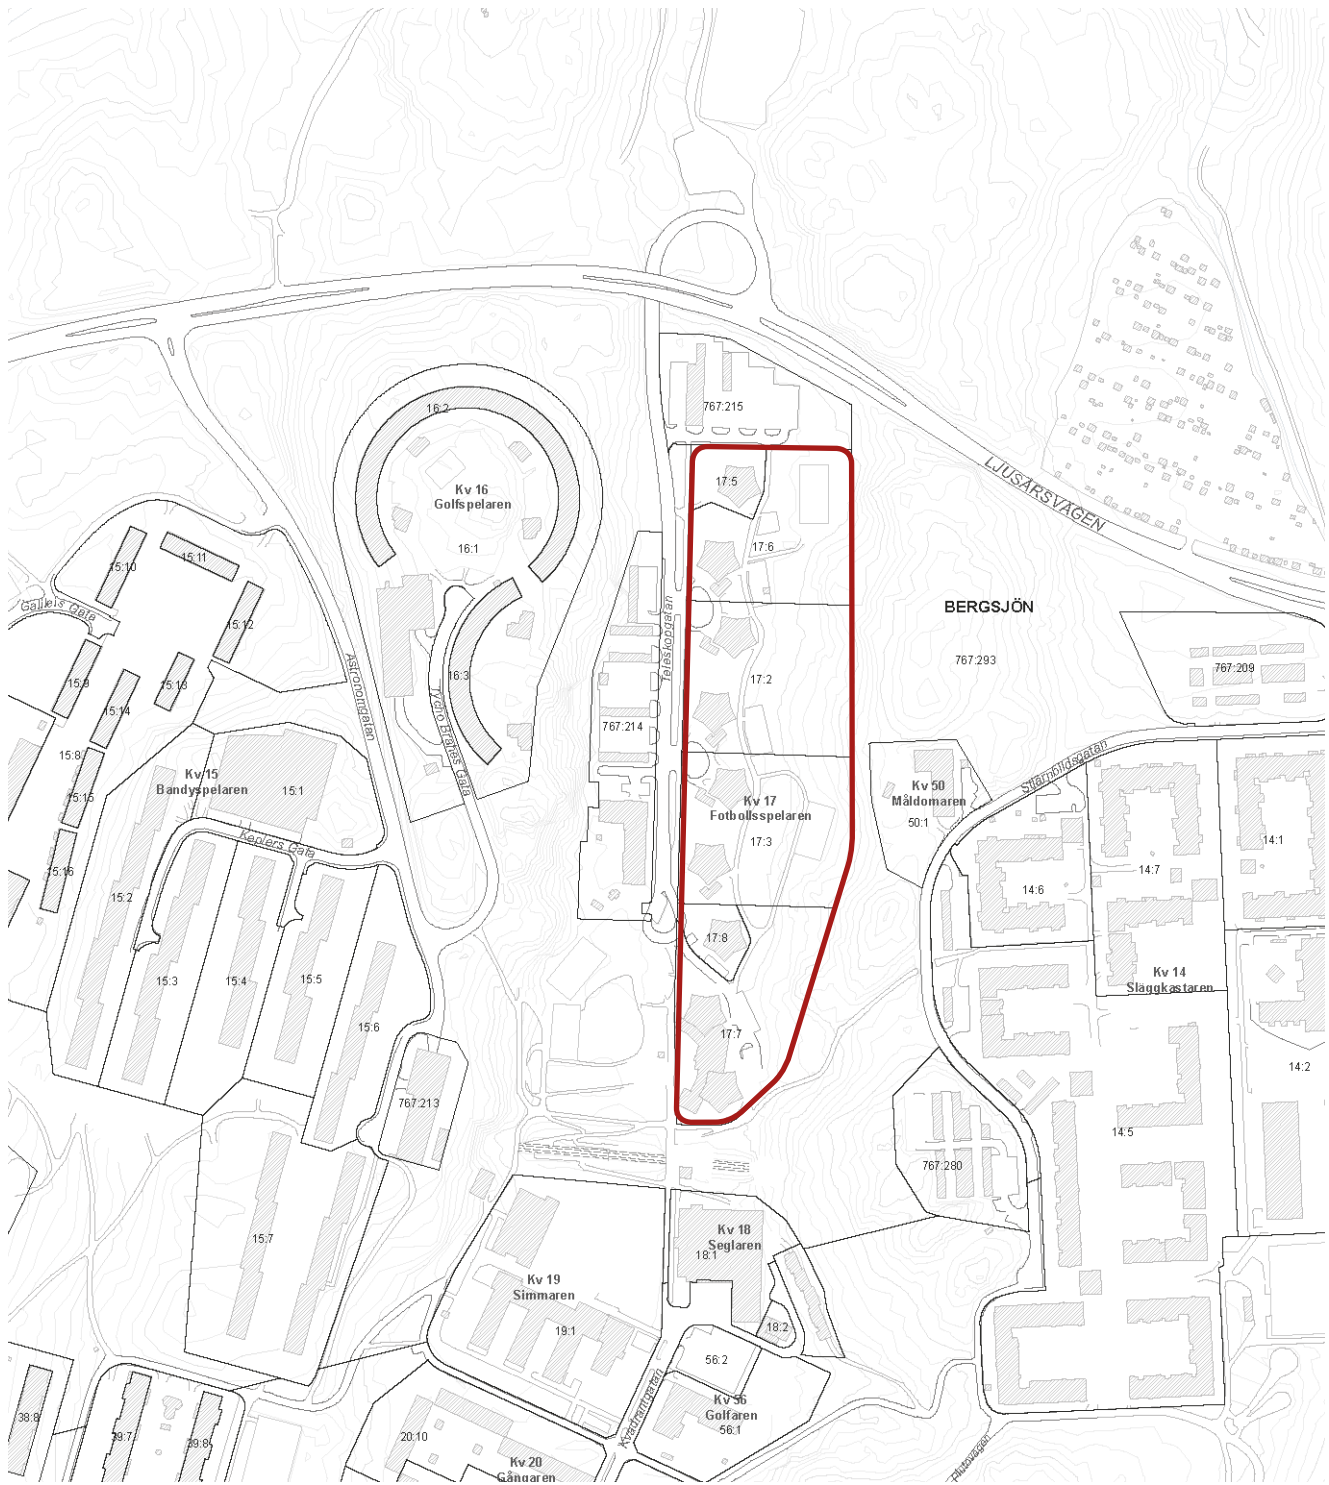 16:2
767:215
LJUSÅRSVÄGEN
17:5
Kv 16
Golfspelaren
16:1
17:6
15:11
15:10
15:12
Galileis Gata
BERGSJÖN
767:293
767:209
Teleskopgatan
Astronomgatan
16:3
Tycho Brahes Gata
17:2
15:9
15:13
15:14
767:214
15:8
Kv 15
Bandyspelaren
15:1
15:15
Stjärnbildsgatan
Kv 50
Måldomaren
50:1
Kv 17
Fotbollsspelaren
17:3
Keplers Gata
14:1
14:7
14:6
15:16
15:2
17:8
15:3
15:4
15:5
15:6
Kv 14
Släggkastaren
17:7
14:2
767:213
14:5
767:280
15:7
Kv 18
Seglaren
18:1
Kv 19
Simmaren
19:1
18:2
56:2
Kvadrantgatan
Kv 56
Golfaren
56:1
38:8
39:7
39:8
20:10
Kv 20
Gångaren
Plutovägen